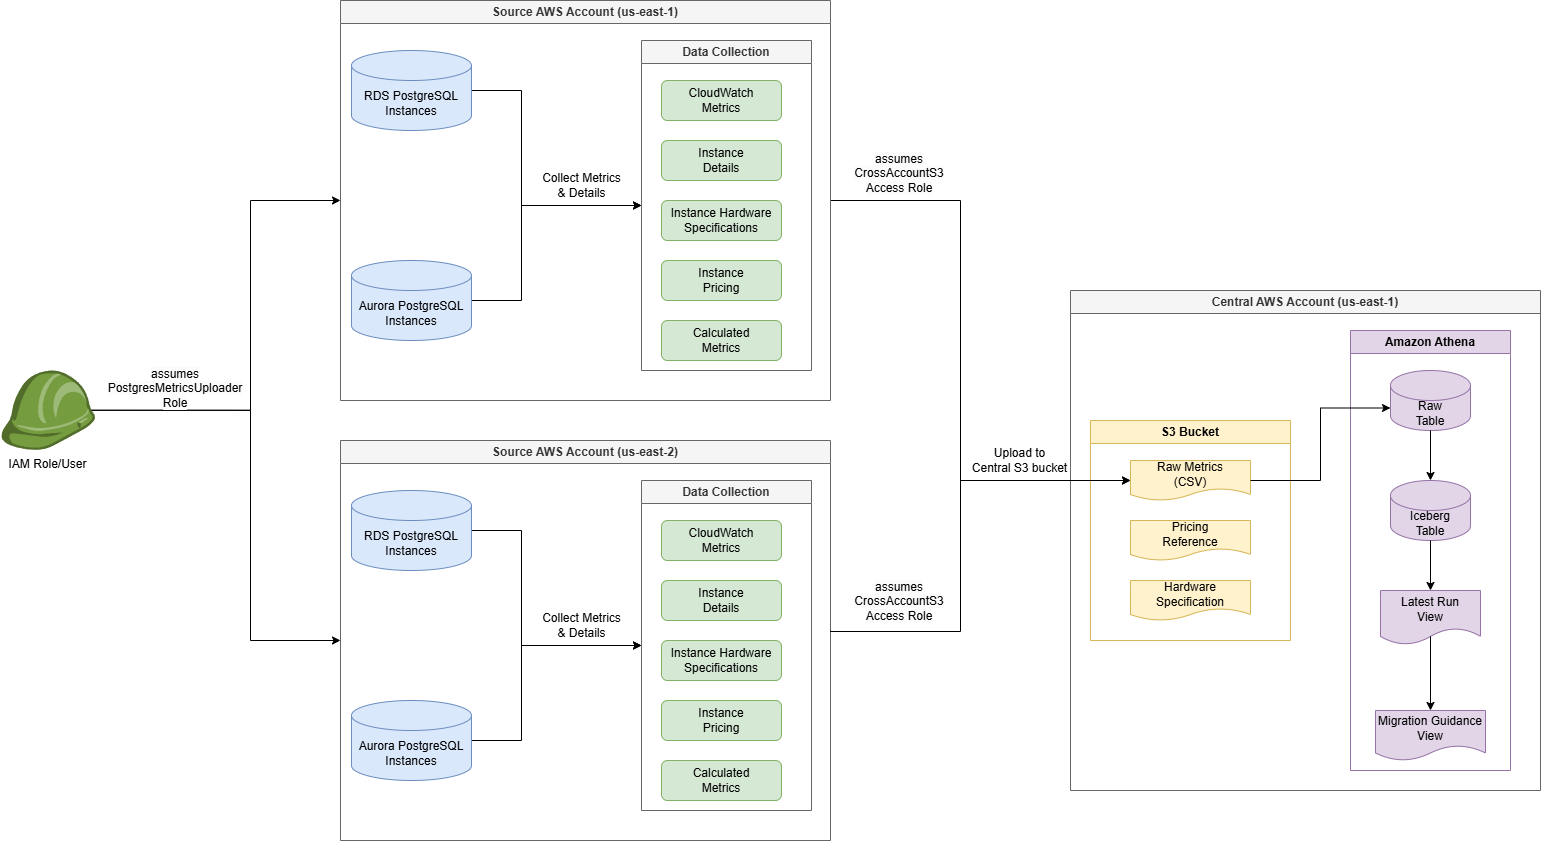 IAM Role/User
assumes
PostgresMetricsUploader
Role
Source AWS Account (us-east-1)
RDS PostgreSQL
Instances
Aurora PostgreSQL
Instances
Collect Metrics
& Details
Data Collection
CloudWatch
Metrics
Instance
Details
Instance Hardware
Specifications
Instance
Pricing
Calculated
Metrics
assumes
CrossAccountS3
Access Role
Source AWS Account (us-east-2)
RDS PostgreSQL
Instances
Aurora PostgreSQL
Instances
Collect Metrics
& Details
Data Collection
CloudWatch
Metrics
Instance
Details
Instance Hardware
Specifications
Instance
Pricing
Calculated
Metrics
assumes
CrossAccountS3
Access Role
Upload to
Central S3 bucket
Central AWS Account (us-east-1)
S3 Bucket
Raw Metrics
(CSV)
Pricing
Reference
Hardware
Specification
Amazon Athena
Raw
Table
Iceberg
Table
Latest Run
View
Migration Guidance
View